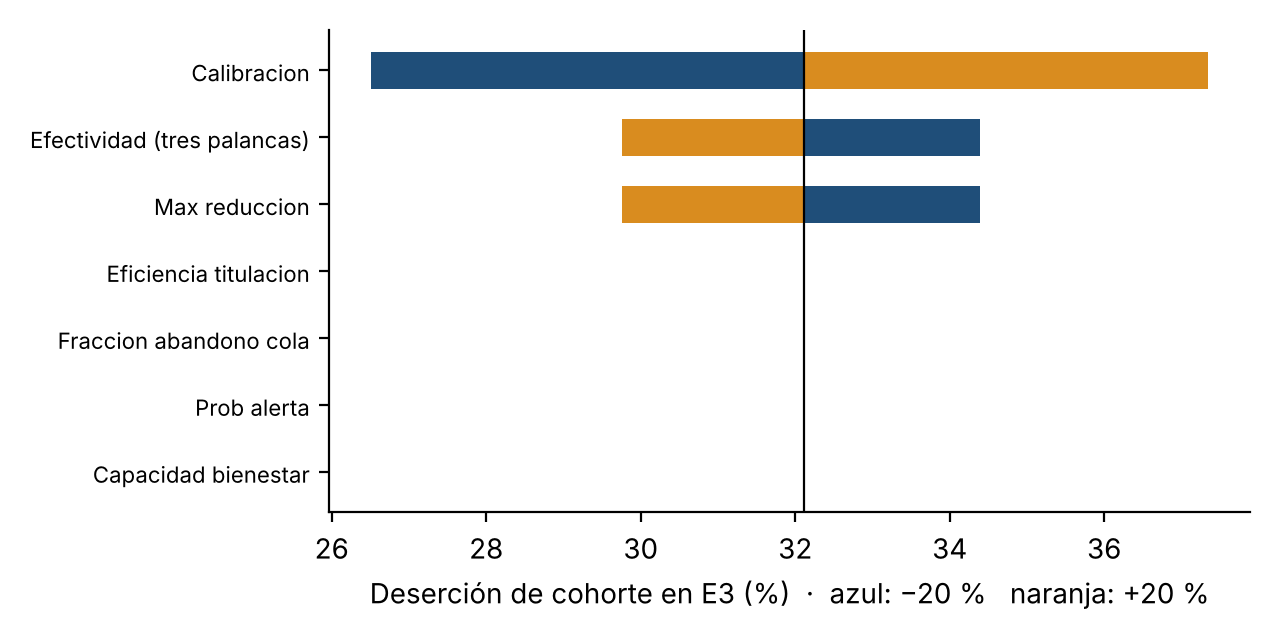 Calibracion
Efectividad (tres palancas)
Max reduccion
Eficiencia titulacion
Fraccion abandono cola
Prob alerta
Capacidad bienestar
26 28 30 32 34 36
Deserción de cohorte en E3 (%) · azul: −20 % naranja: +20 %